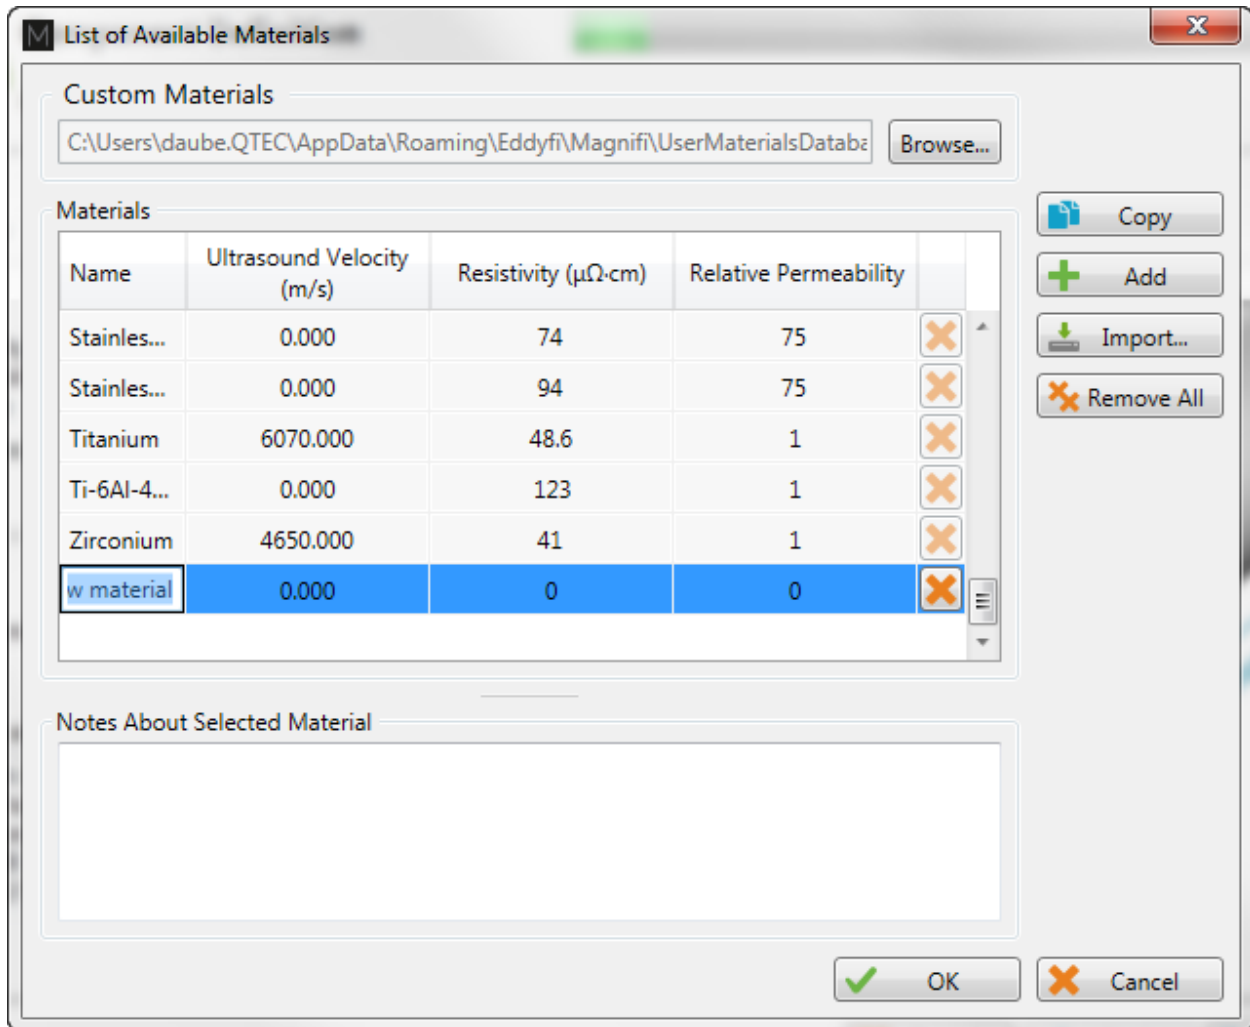 M List of Available Materials
Custom Materials
C:\Users\daube.QTEC\AppData\Roaming\Eddyfi\Magnifi\UserMaterialsDataba Browse...
Materials
Name Ultrasound Velocity (m/s) Resistivity (µΩ·cm) Relative Permeability
Stainles... 0.000 74 75
Stainles... 0.000 94 75
Titanium 6070.000 48.6 1
Ti-6Al-4... 0.000 123 1
Zirconium 4650.000 41 1
w material 0.000 0 0
Copy
Add
Import...
Remove All
Notes About Selected Material
OK Cancel